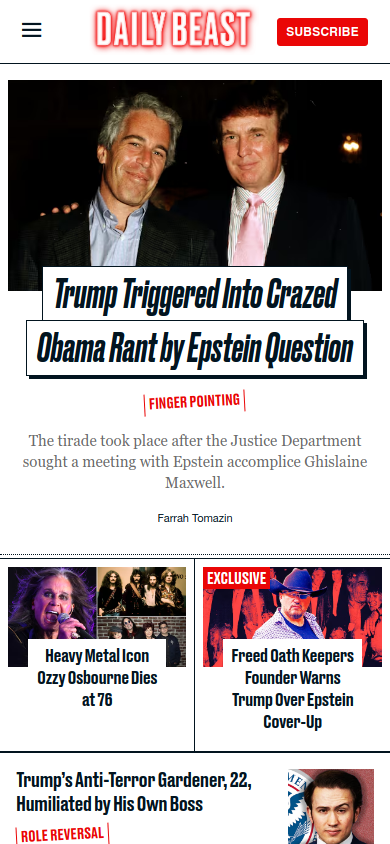 DAILY BEAST
SUBSCRIBE
Trump Triggered Into Crazed
Obama Rant by Epstein Question
FINGER POINTING
The tirade took place after the Justice Department
sought a meeting with Epstein accomplice Ghislaine
Maxwell.
Farrah Tomazin
Heavy Metal Icon
Ozzy Osbourne Dies
at 76
EXCLUSIVE
Freed Oath Keepers
Founder Warns
Trump Over Epstein
Cover-Up
Trump's Anti-Terror Gardener, 22,
Humiliated by His Own Boss
ROLE REVERSAL